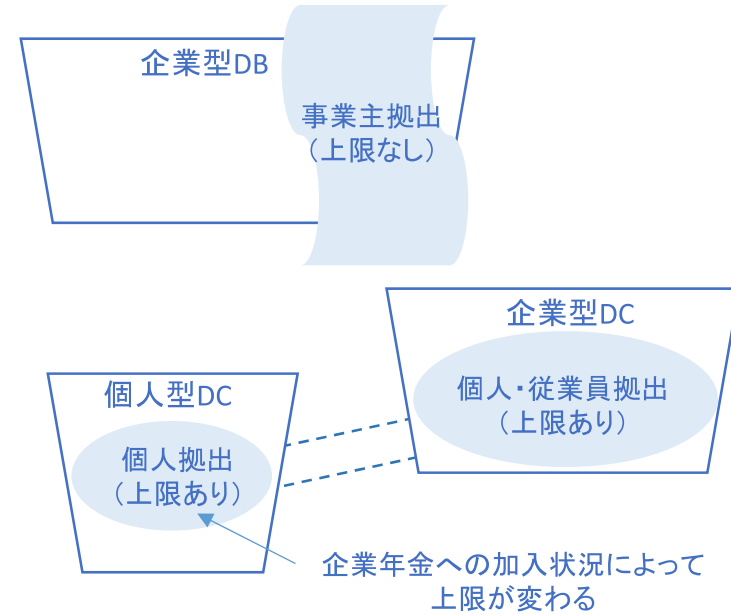 企業型DB
事業主拠出
（上限なし）
企業型DC
個人・従業員拠出
（上限あり）
個人型DC
個人拠出
（上限あり）
企業年金への加入状況によって
上限が変わる